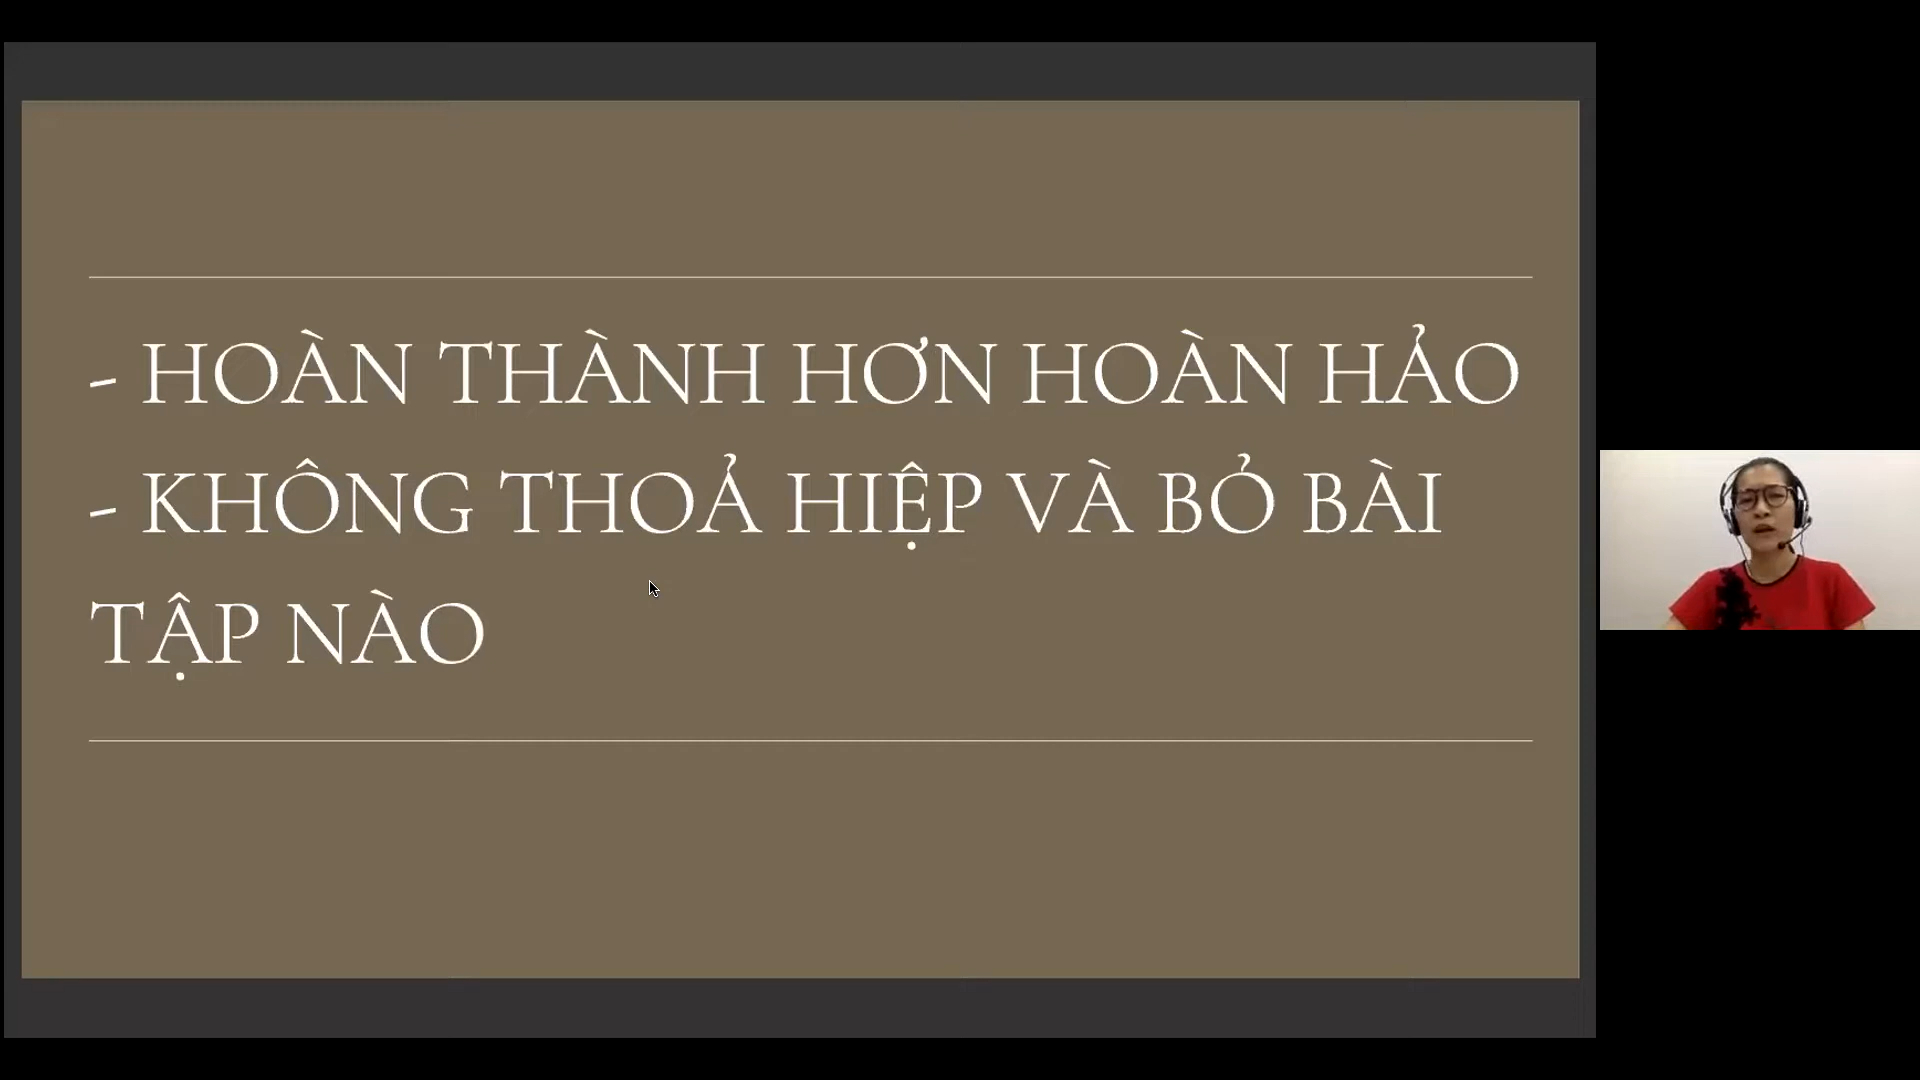 - HOÀN THÀNH HƠN HOÀN HẢO
- KHÔNG THOẢ HIỆP VÀ BỎ BÀI
TẬP NÀO